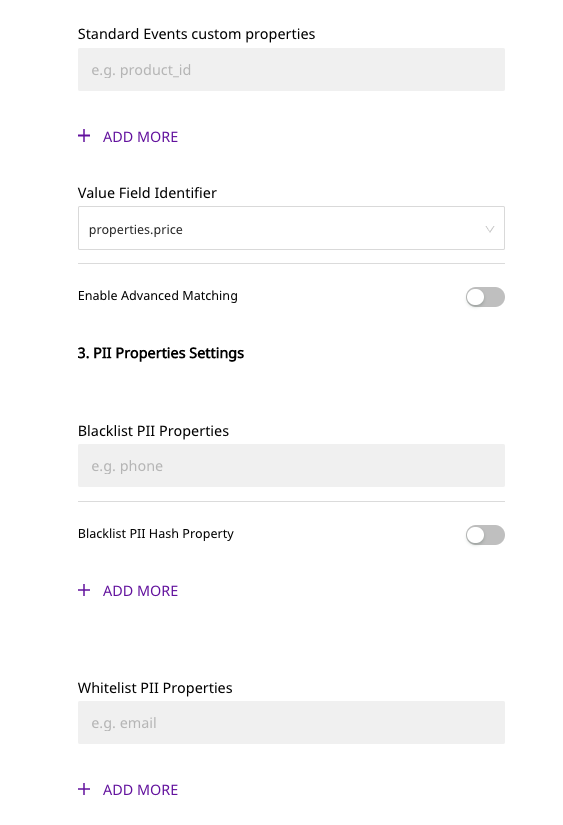 Standard Events custom properties
e.g. product_id
+ ADD MORE
Value Field Identifier
properties.price
Enable Advanced Matching
3. PII Properties Settings
Blacklist PII Properties
e.g. phone
Blacklist PII Hash Property
+ ADD MORE
Whitelist PII Properties
e.g. email
+ ADD MORE